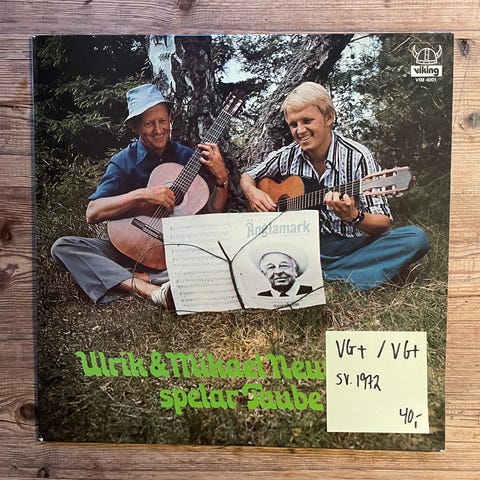 viking
VIM 4001
Änglamark
Ulrik & Mikael Neu
spelar Taube
VG+ / VG+
SV. 1972
40,-